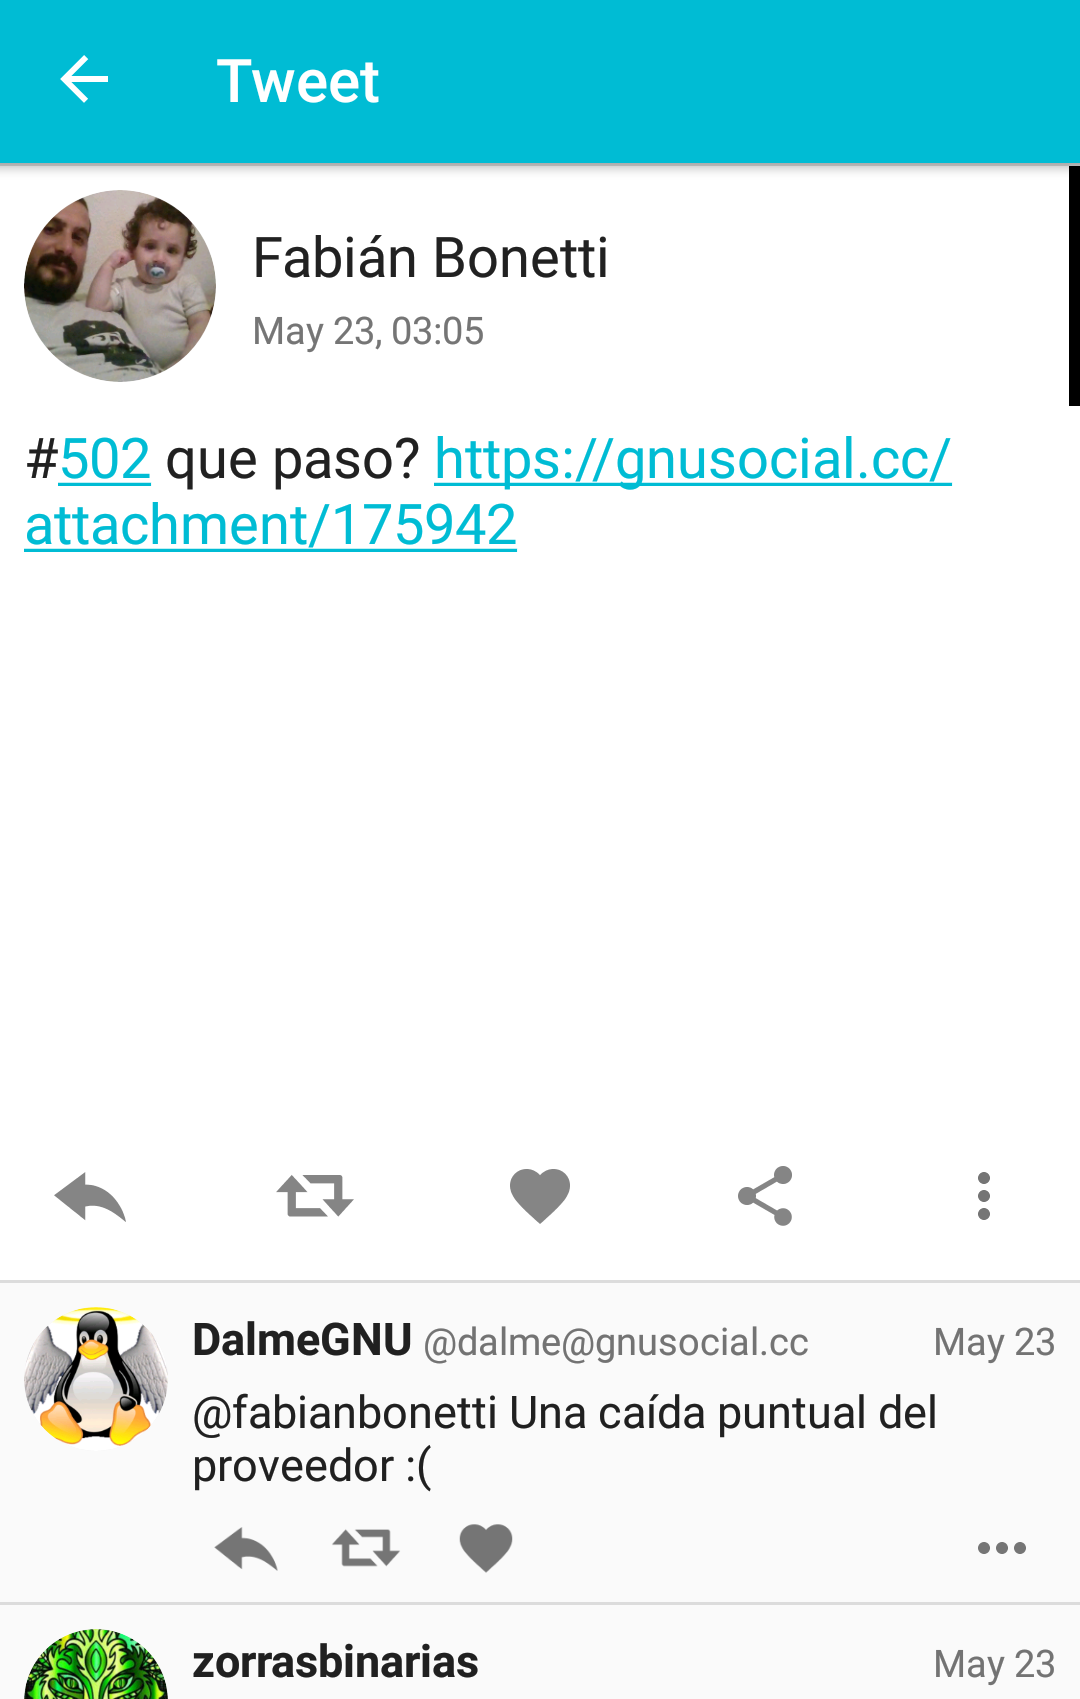 Tweet
Fabián Bonetti
May 23, 03:05
#502 que paso? https://gnusocial.cc/
attachment/175942
DalmeGNU @dalme@gnusocial.cc May 23
@fabianbonetti Una caída puntual del
proveedor :(
zorrasbinarias May 23